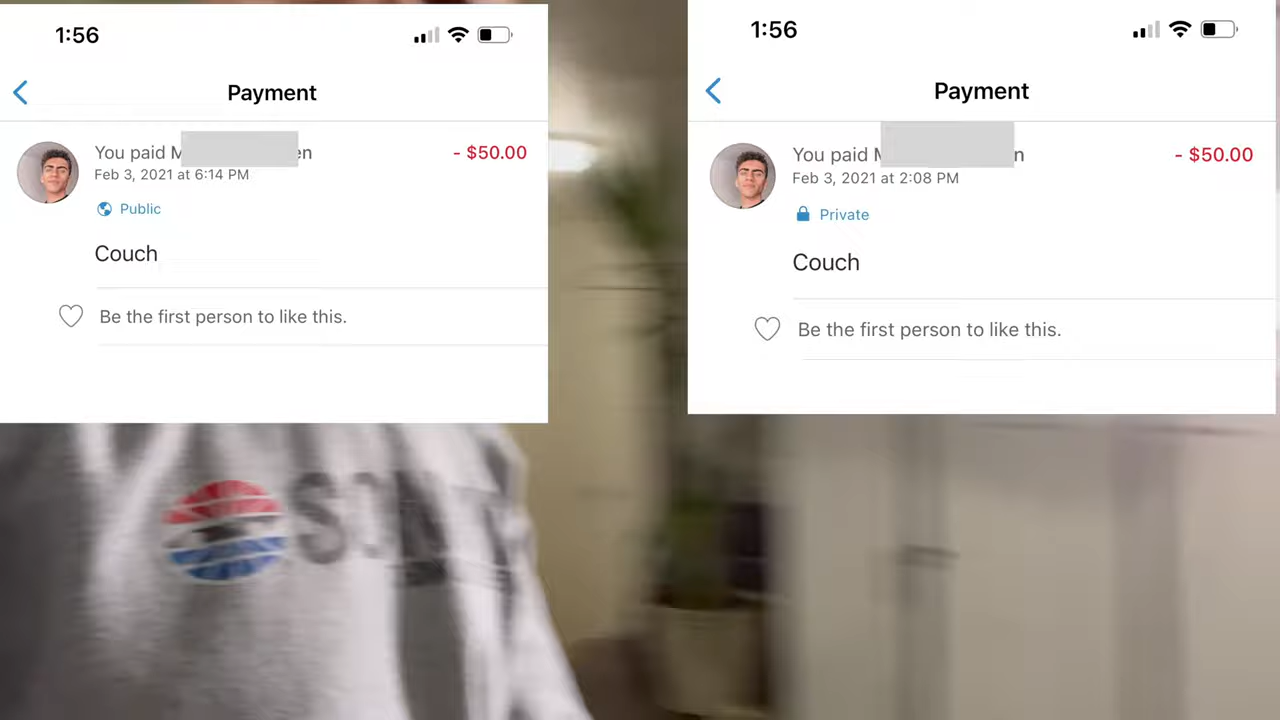 1:56
Payment
You paid
- $50.00
Feb 3, 2021 at 6:14 PM
Public
Couch
Be the first person to like this.
1:56
Payment
You paid
- $50.00
Feb 3, 2021 at 2:08 PM
Private
Couch
Be the first person to like this.